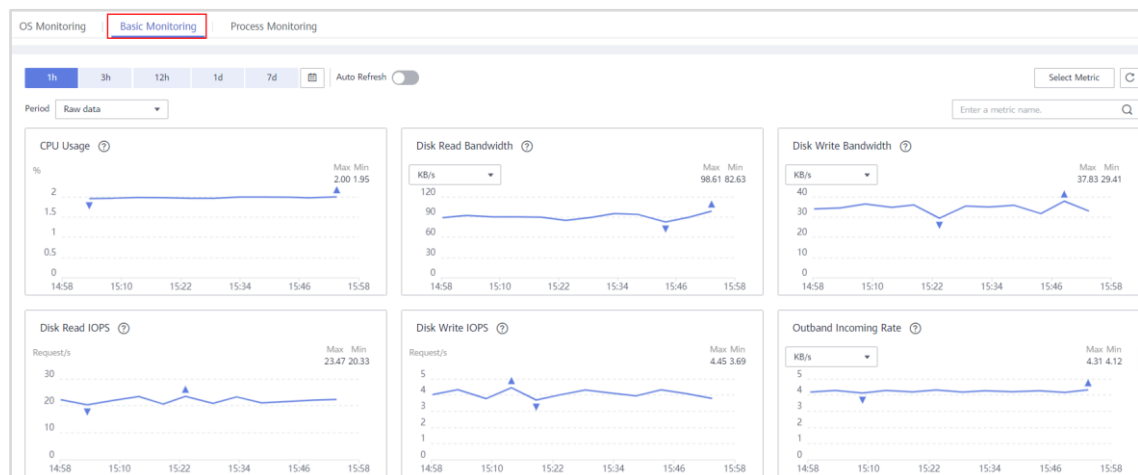 OS Monitoring Basic Monitoring Process Monitoring
1h 3h 12h 1d 7d Auto Refresh Select Metric
Period Raw data Enter a metric name.
CPU Usage ?
%
Max Min
2.00 1.95
2
1.5
1
0.5
0
14:58 15:10 15:22 15:34 15:46 15:58
Disk Read Bandwidth ?
KB/s
Max Min
98.61 82.63
120
90
60
30
0
14:58 15:10 15:22 15:34 15:46 15:58
Disk Write Bandwidth ?
KB/s
Max Min
37.83 29.41
40
30
20
10
0
14:58 15:10 15:22 15:34 15:46 15:58
Disk Read IOPS ?
Request/s
Max Min
23.47 20.33
30
20
10
0
14:58 15:10 15:22 15:34 15:46 15:58
Disk Write IOPS ?
Request/s
Max Min
4.45 3.69
5
4
3
2
1
0
14:58 15:10 15:22 15:34 15:46 15:58
Outband Incoming Rate ?
KB/s
Max Min
4.31 4.12
5
4
3
2
1
0
14:58 15:10 15:22 15:34 15:46 15:58